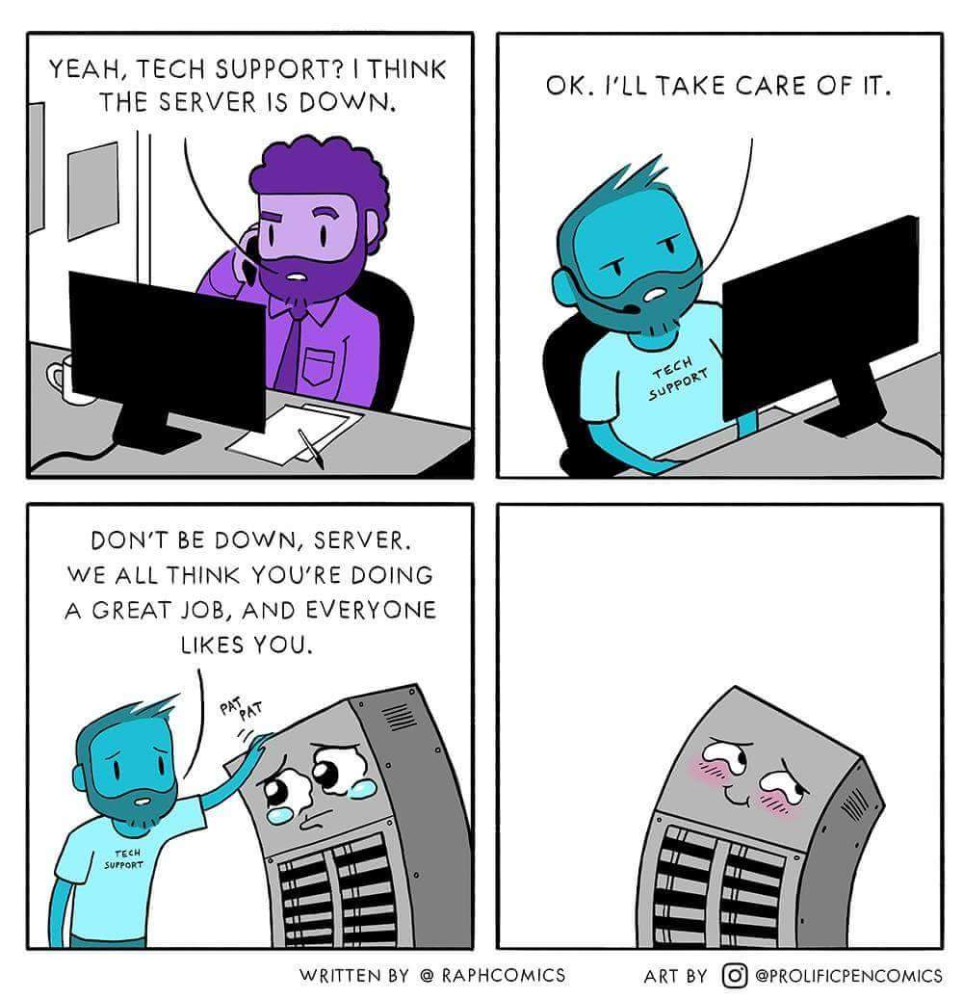 YEAH, TECH SUPPORT? I THINK
THE SERVER IS DOWN.
OK. I'LL TAKE CARE OF IT.
TECH
SUPPORT
DON'T BE DOWN, SERVER.
WE ALL THINK YOU'RE DOING
A GREAT JOB, AND EVERYONE
LIKES YOU.
PAT
PAT
TECH
SUPPORT
WRITTEN BY @ RAPHCOMICS
ART BY @PROLIFICPENCOMICS